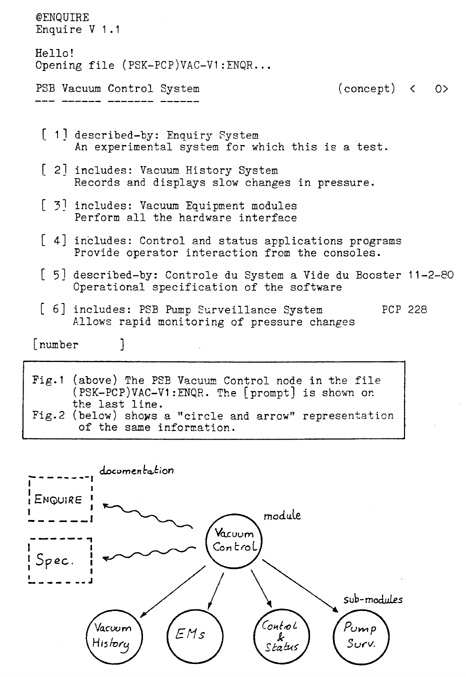 @ENQUIRE
Enquire V 1.1
Hello!
Opening file (PSK-PCP)VAC-V1:ENQR...
PSB Vacuum Control System (concept) < 0>
--- ------ ------- ------
[ 1] described-by: Enquiry System
An experimental system for which this is a test.
[ 2] includes: Vacuum History System
Records and displays slow changes in pressure.
[ 3] includes: Vacuum Equipment modules
Perform all the hardware interface
[ 4] includes: Control and status applications programs
Provide operator interaction from the consoles.
[ 5] described-by: Controle du System a Vide du Booster 11-2-80
Operational specification of the software
[ 6] includes: PSB Pump Surveillance System PCP 228
Allows rapid monitoring of pressure changes
[number ]
Fig.1 (above) The PSB Vacuum Control node in the file
(PSK-PCP)VAC-V1:ENQR. The [prompt] is shown on
the last line.
Fig.2 (below) shows a "circle and arrow" representation
of the same information.
documentation
ENQUIRE
module
Vacuum
Control
Spec.
sub-modules
Vacuum
History
EMs
Control
&
Status
Pump
Surv.